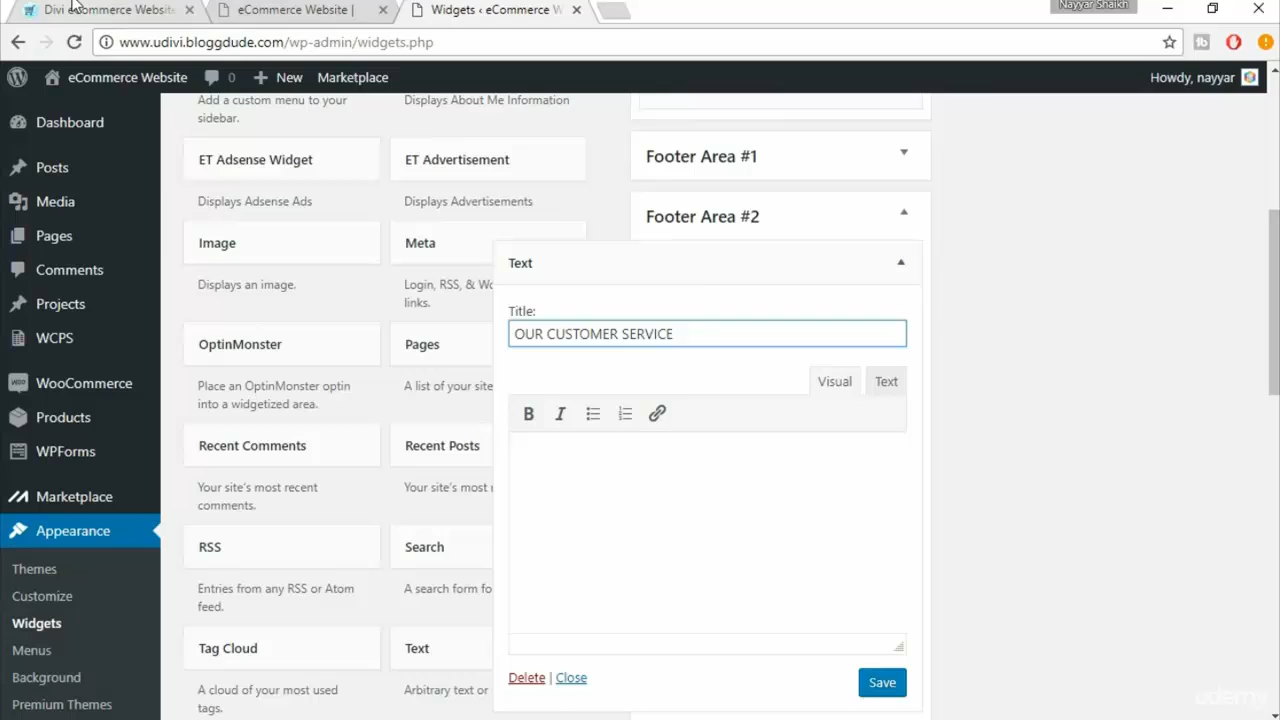 Divi eCommerce Website
eCommerce Website |
Widgets ‹ eCommerce W
Nayyar Shaikh
www.udivi.bloggdude.com/wp-admin/widgets.php
eCommerce Website
0
New
Marketplace
Howdy, nayyar
Dashboard
Posts
Media
Pages
Comments
Projects
WCPS
WooCommerce
Products
WPForms
Marketplace
Appearance
Themes
Customize
Widgets
Menus
Background
Premium Themes
Add a custom menu to your
sidebar.
Displays About Me Information
ET Adsense Widget
ET Advertisement
Displays Adsense Ads
Displays Advertisements
Image
Meta
Displays an image.
Login, RSS, & Wo
links.
OptinMonster
Pages
Place an OptinMonster optin
into a widgetized area.
A list of your site
Recent Comments
Recent Posts
Your site's most recent
comments.
Your site's most r
RSS
Search
Entries from any RSS or Atom
feed.
A search form fo
Tag Cloud
Text
A cloud of your most used
tags.
Arbitrary text or
Footer Area #1
Footer Area #2
Text
Title:
OUR CUSTOMER SERVICE
Visual
Text
B
I
Delete | Close
Save
udemy